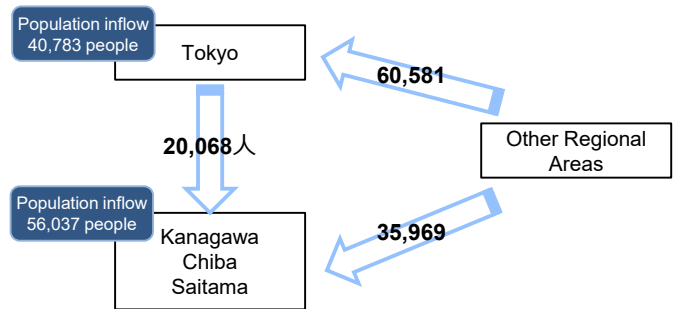 Population inflow
40,783 people
Tokyo
60,581
20,068人
Other Regional
Areas
Population inflow
56,037 people
Kanagawa
Chiba
Saitama
35,969